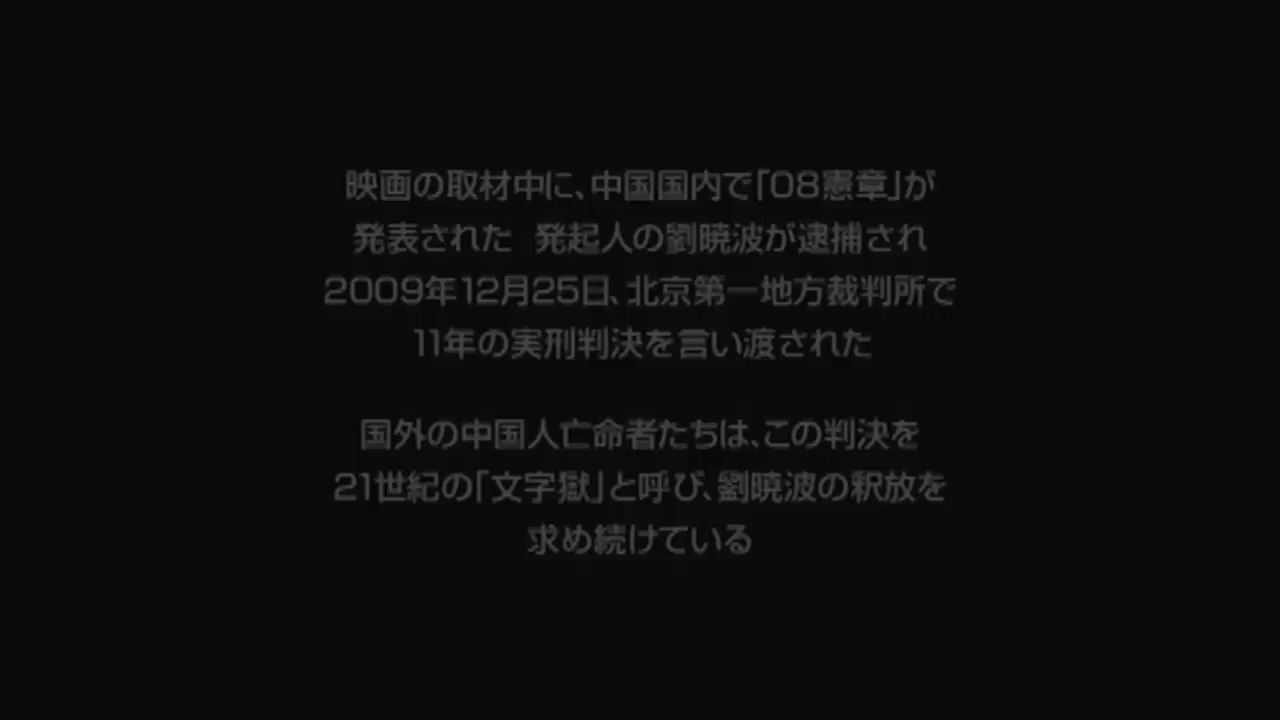 映画の取材中に、中国国内で「08憲章」が
発表された　発起人の劉暁波が逮捕され
2009年12月25日、北京第一地方裁判所で
11年の実刑判決を言い渡された
国外の中国人亡命者たちは、この判決を
21世紀の「文字獄」と呼び、劉暁波の釈放を
求め続けている